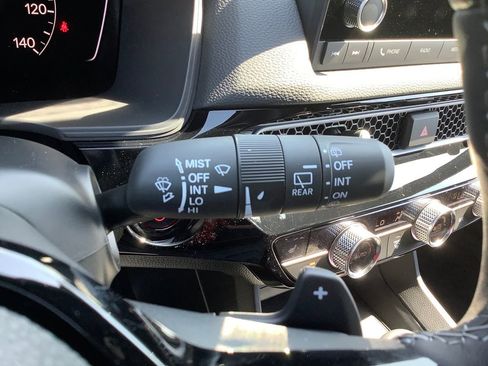 120
140
PHONE
RADIO
MIST
OFF
INT
LO
HI
REAR
OFF
INT
ON
+